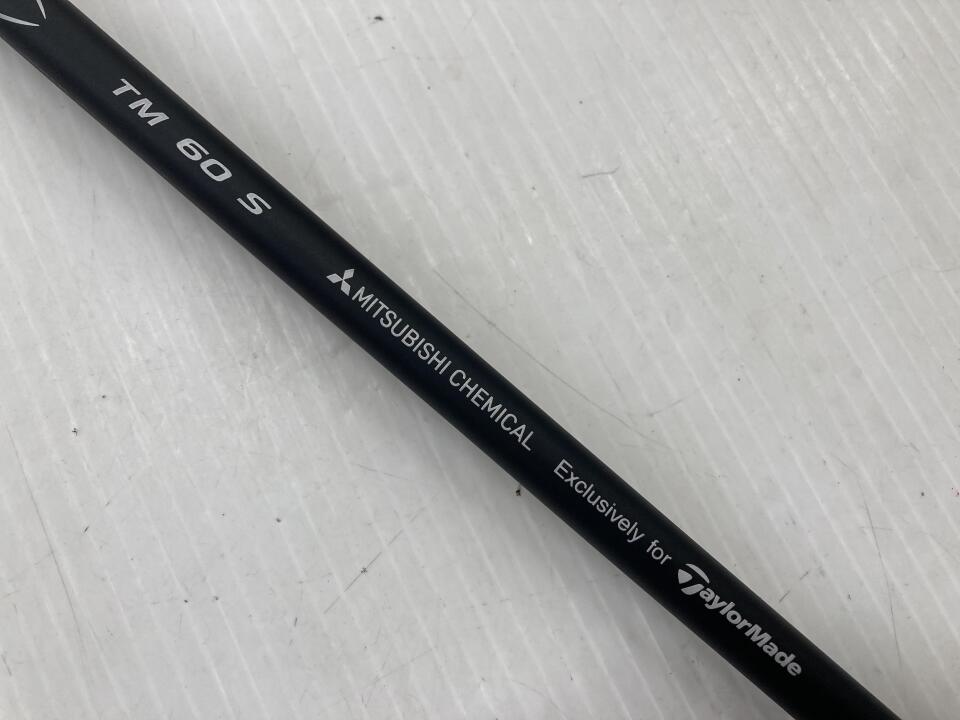 TM 60 S
MITSUBISHI CHEMICAL Exclusively for TaylorMade